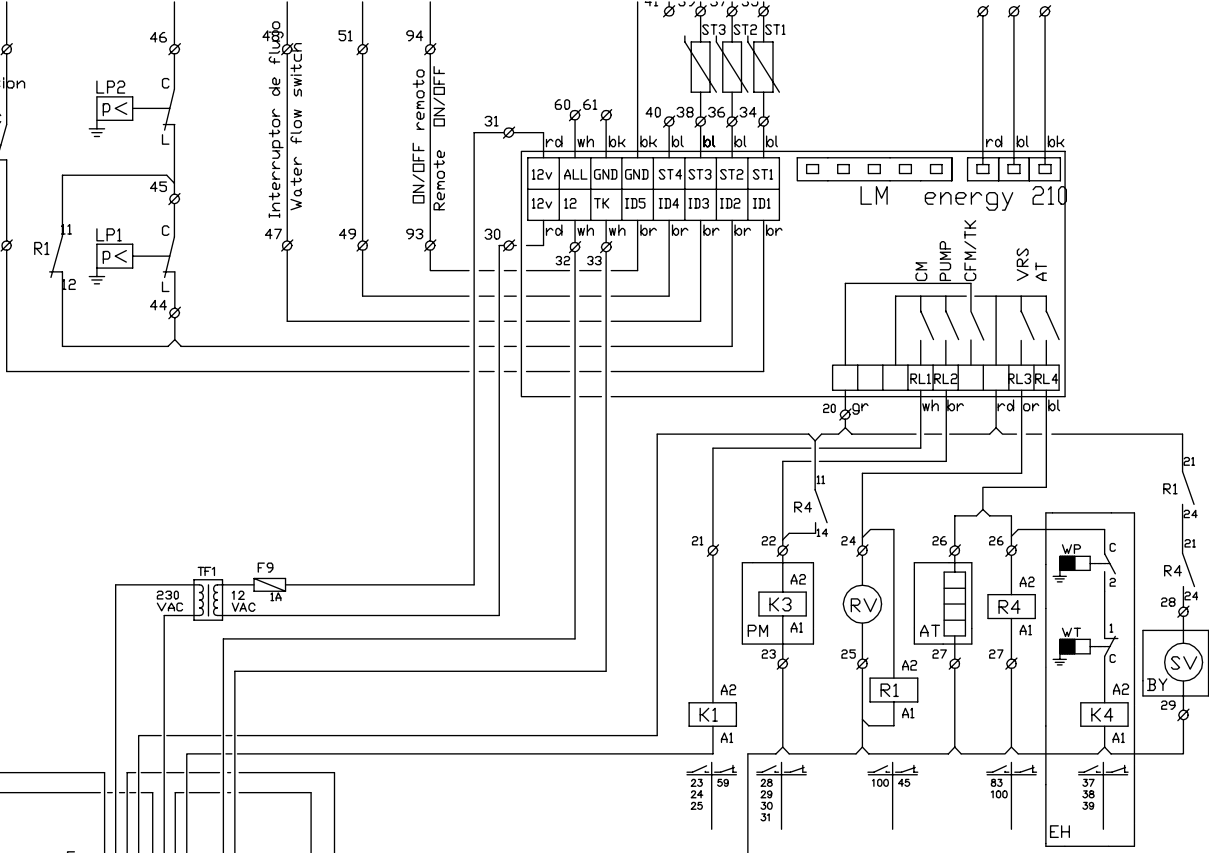 41 39 37 35
46 48 51 94 ST3 ST2 ST1
cion
LP2 C
P<
L
Interruptor de flujo
Water flow switch
ON/OFF remoto
Remote ON/OFF
60 61 40 38 36 34
31
rd wh bk bk bl bl bl bl rd bl bk
12v ALL GND GND ST4 ST3 ST2 ST1
12v 12 TK ID5 ID4 ID3 ID2 ID1
LM energy 210
rd wh wh br br br br br
45
47 49 93 30
32 33
11
R1
12
LP1 C
P<
L
44
CM
PUMP
CFM/TK
VRS
AT
RL1 RL2 RL3 RL4
20 gr wh br rd or bl
11
R4
14
21
R1
24
21
R4
24
28
21 22 24 26 26
WP C
2
TF1 F9
230 VAC 12 VAC 1A
A2
K3
A1
PM
RV
AT
A2
R4
A1
WT 1
C
SV
BY
23 25 27 27 29
A2
R1
A1
A2
K1
A1
A2
K4
A1
23 59
24
25
28
29
30
31
100 45
83
100
37
38
39
EH